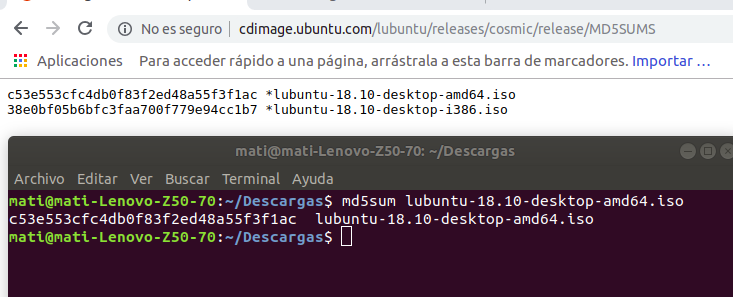 No es seguro | cdimage.ubuntu.com/lubuntu/releases/cosmic/release/MD5SUMS
Aplicaciones Para acceder rápido a una página, arrástrala a esta barra de marcadores. Importar ...
c53e553cfc4db0f83f2ed48a55f3f1ac *lubuntu-18.10-desktop-amd64.iso
38e0bf05b6bfc3faa700f779e94cc1b7 *lubuntu-18.10-desktop-i386.iso
mati@mati-Lenovo-Z50-70: ~/Descargas
Archivo Editar Ver Buscar Terminal Ayuda
mati@mati-Lenovo-Z50-70:~/Descargas$ md5sum lubuntu-18.10-desktop-amd64.iso
c53e553cfc4db0f83f2ed48a55f3f1ac  lubuntu-18.10-desktop-amd64.iso
mati@mati-Lenovo-Z50-70:~/Descargas$